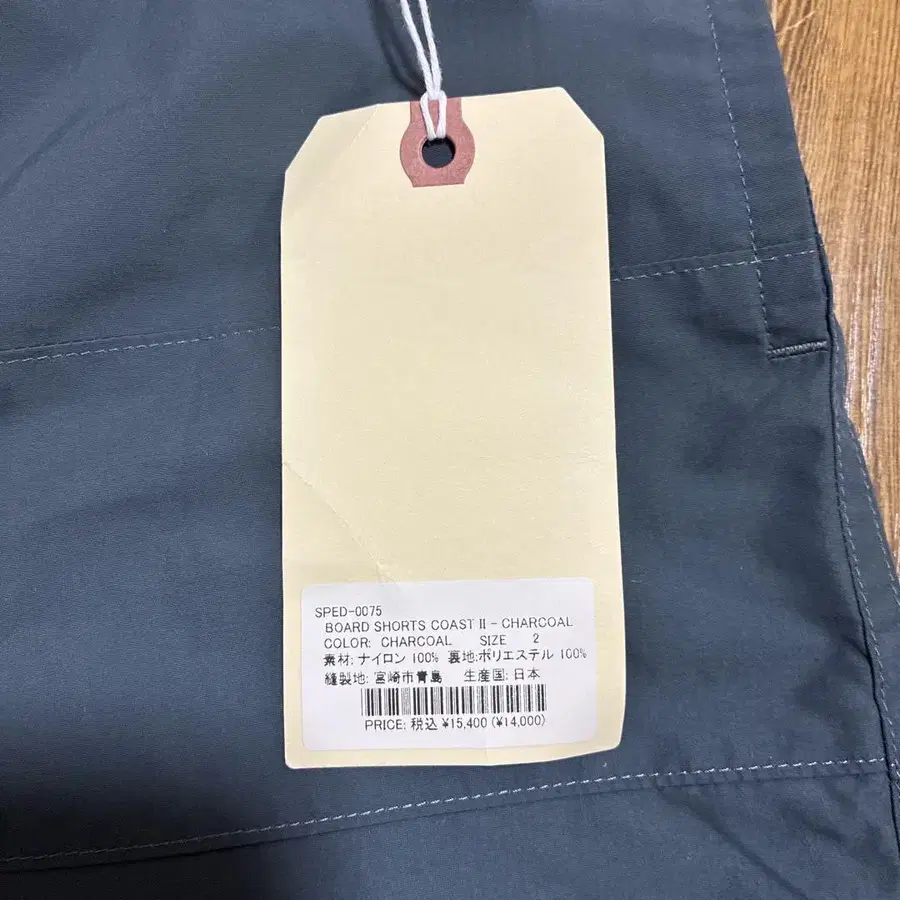 SPED-0075
BOARD SHORTS COAST II - CHARCOAL
COLOR: CHARCOAL SIZE 2
素材: ナイロン 100% 裏地:ポリエステル 100%
縫製地: 宮崎市青島 生産国: 日本
PRICE: 税込 ¥15,400 (¥14,000)